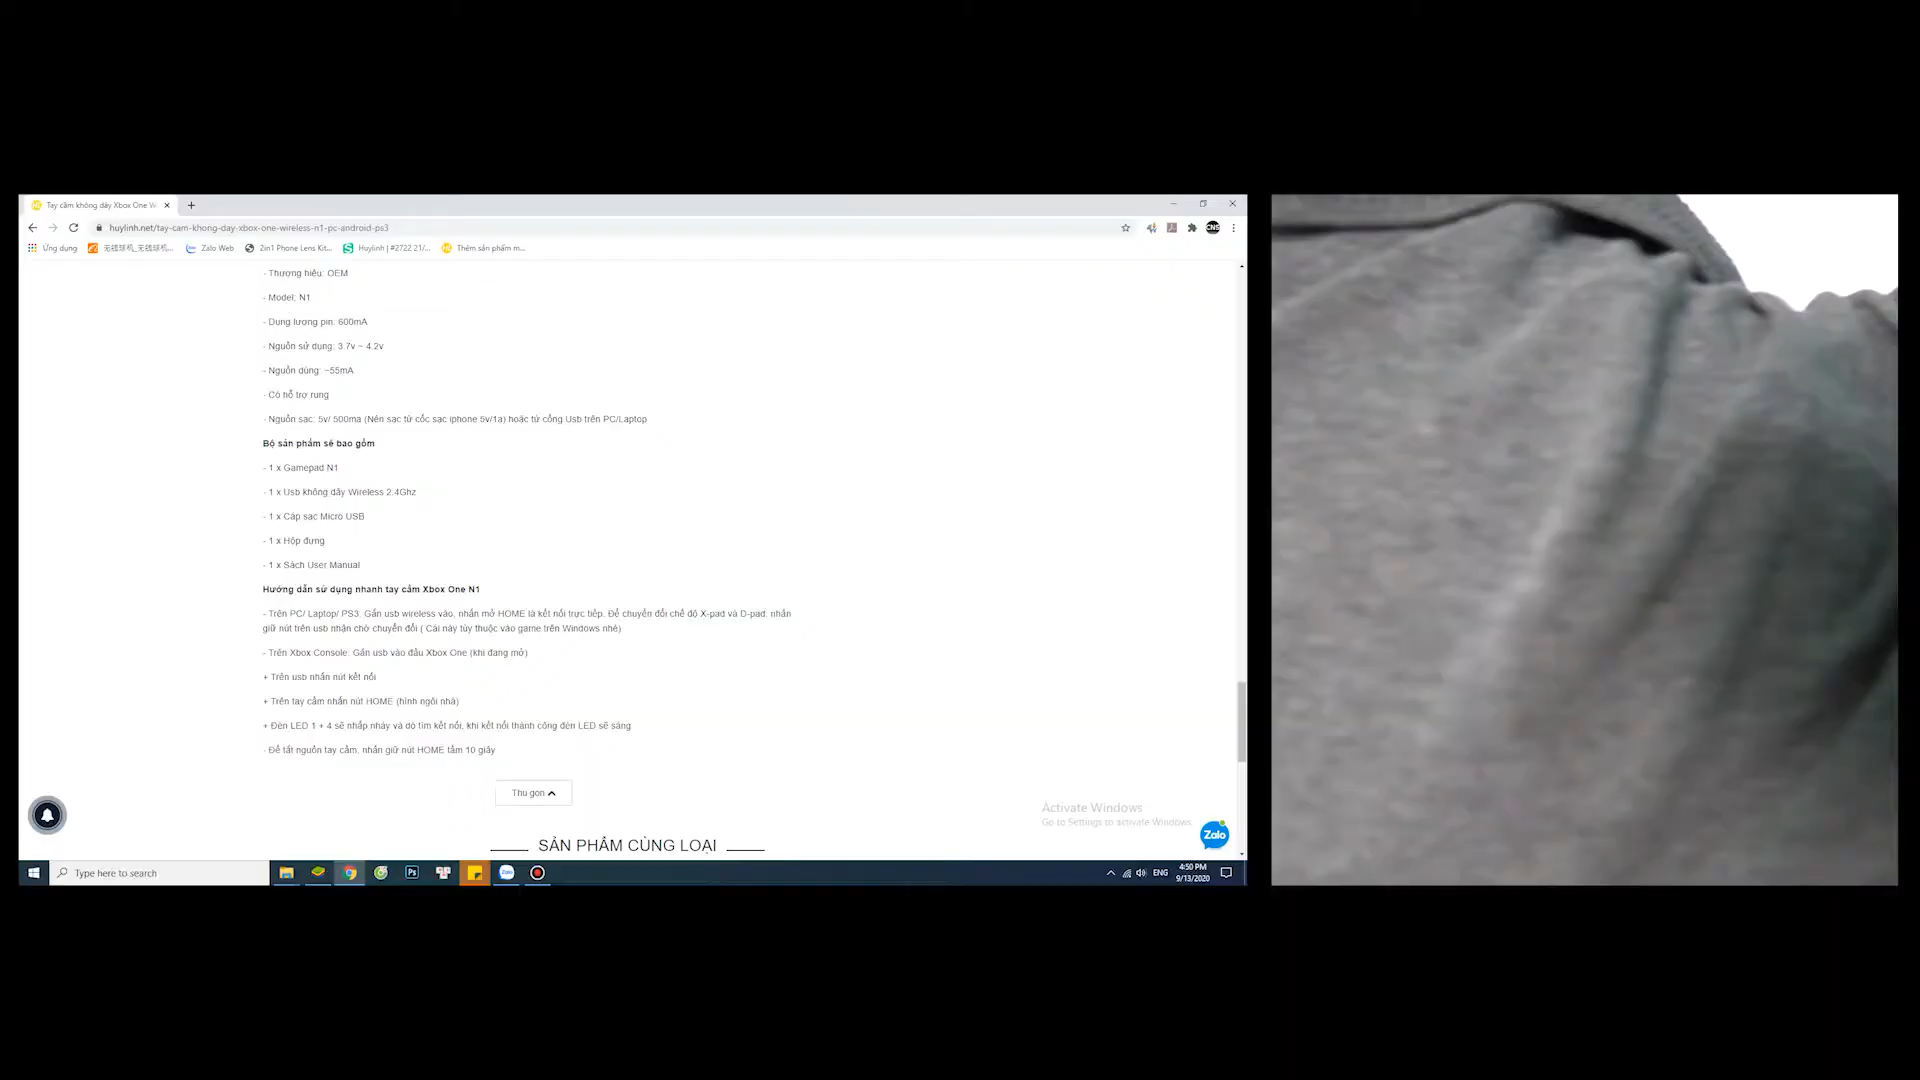 Tay cầm không dây Xbox One W
huylinh.net/tay-cam-khong-day-xbox-one-wireless-n1-pc-android-ps3
Ứng dụng
Zalo Web
2in1 Phone Lens Kit...
Huylinh | #2722 21/...
Thêm sản phẩm m...
- Thương hiệu: OEM
- Model: N1
- Dung lượng pin: 600mA
- Nguồn sử dụng: 3.7v ~ 4.2v
- Nguồn dùng: ~55mA
- Có hỗ trợ rung
- Nguồn sạc: 5v/ 500ma (Nên sạc từ cốc sạc iphone 5v/1a) hoặc từ cổng Usb trên PC/Laptop
Bộ sản phẩm sẽ bao gồm
- 1 x Gamepad N1
- 1 x Usb không dây Wireless 2.4Ghz
- 1 x Cáp sạc Micro USB
- 1 x Hộp đựng
- 1 x Sách User Manual
Hướng dẫn sử dụng nhanh tay cầm Xbox One N1
- Trên PC/ Laptop/ PS3: Gắn usb wireless vào, nhấn mở HOME là kết nối trực tiếp. Để chuyển đổi chế độ X-pad và D-pad. nhấn
giữ nút trên usb nhận chờ chuyển đổi ( Cái này tùy thuộc vào game trên Windows nhé)
- Trên Xbox Console: Gắn usb vào đầu Xbox One (khi đang mở)
+ Trên usb nhấn nút kết nối
+ Trên tay cầm nhấn nút HOME (hình ngôi nhà)
+ Đèn LED 1 + 4 sẽ nhấp nháy và dò tìm kết nối, khi kết nối thành công đèn LED sẽ sáng
- Để tắt nguồn tay cầm, nhấn giữ nút HOME tầm 10 giây
Thu gọn
Activate Windows
Go to Settings to activate Windows.
Zalo
SẢN PHẨM CÙNG LOẠI
Type here to search
Ps
ENG
4:50 PM
9/13/2020